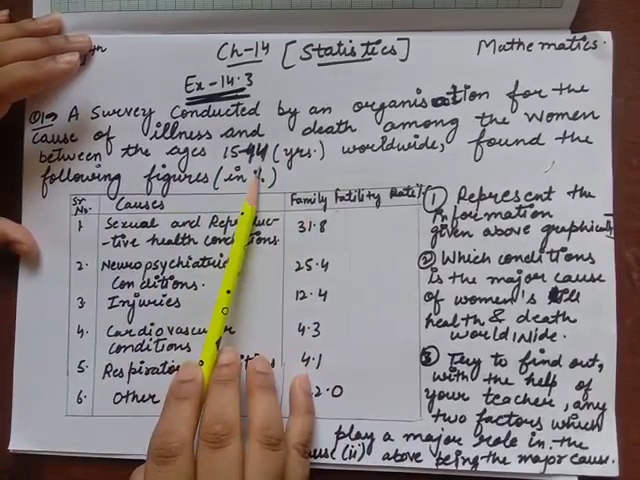 Ch-14 [Statistics] Mathematics.
Ex-14.3
Q1⇒ A Survey Conducted by an organisation for the
cause of illness and death among the women
between the ages 15-44 (yrs.) worldwide, found the
following figures (in %)
Sr. No. Causes Family Fatility Rate%
1 Sexual and Reproduc-
-tive health conditions. 31.8
2. Neuropsychiatric
Conditions. 25.4
3. Injuries 12.4
4. Cardiovascular
conditions 4.3
5. Respiratory 4.1
6. Other 2.0
① Represent the
information
given above graphically
② Which conditions
is the major cause
of women's ill
health & death
worldwide.
③ Try to find out,
with the help of
your teacher, any
two factors which
play a major role in the
(ii) above being the major cause.